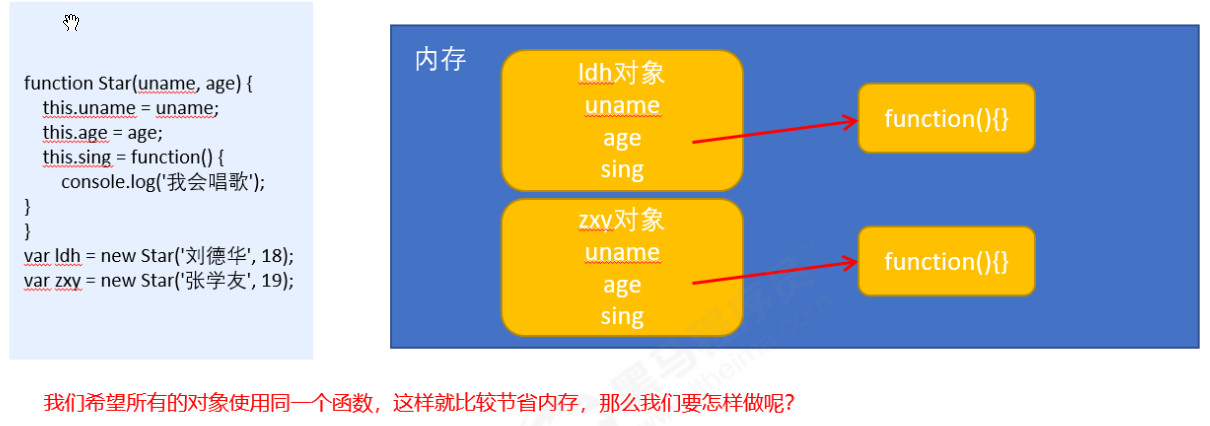 function Star(uname, age) {
this.uname = uname;
this.age = age;
this.sing = function() {
console.log('我会唱歌');
}
}
var ldh = new Star('刘德华', 18);
var zxy = new Star('张学友', 19);
内存
ldh对象
uname
age
sing
function(){}
zxy对象
uname
age
sing
function(){}
我们希望所有的对象使用同一个函数，这样就比较节省内存，那么我们要怎样做呢？